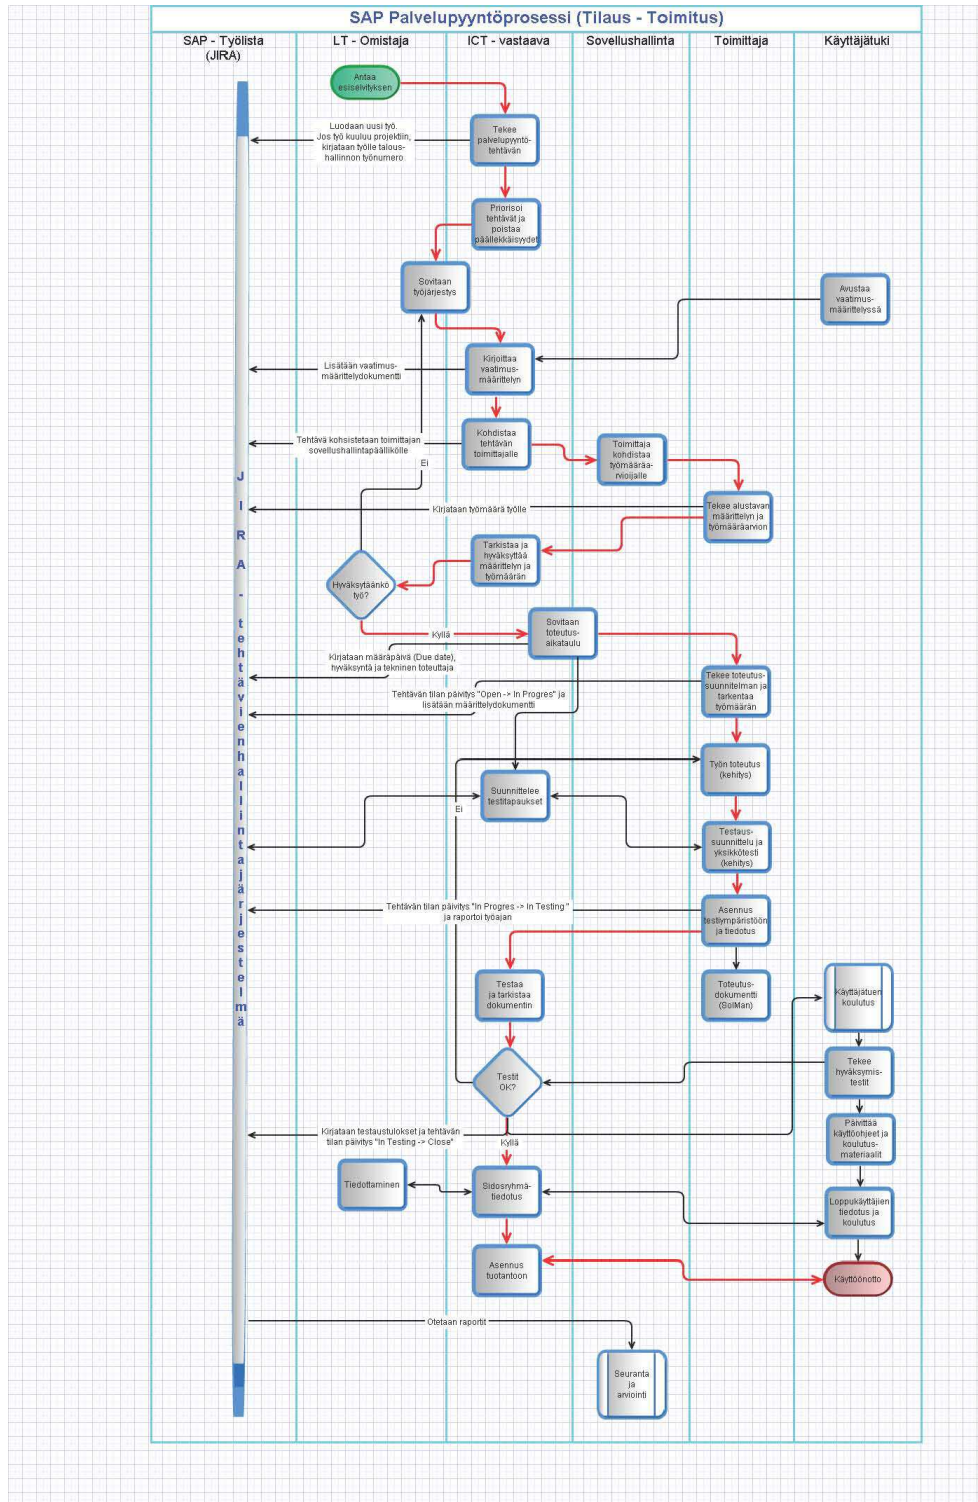 SAP Palvelupyyntöprosessi (Tilaus - Toimitus)
SAP - Työlista
(JIRA)
LT - Omistaja
ICT - vastaava
Sovellushallinta
Toimittaja
Käyttäjätuki
Antaa
esiselvityksen
Luodaan uusi työ.
Jos työ kuuluu projektiin,
kirjataan työlle talous-
hallinnon työnumero
Tekee
palvelupyyntö-
tehtävän
Priorisoi
tehtävät ja
poistaa
päällekkäisyydet
Sovitaan
työjärjestys
Avustaa
vaatimus-
määrittelyssä
Kirjoittaa
vaatimus-
määrittelyn
Lisätään vaatimus-
määrittelydokumentti
Kohdistaa
tehtävän
toimittajalle
Tehtävä kohsistetaan toimittajan
sovellushallintapäällikölle
Toimittaja
kohdistaa
työmääräa-
rvioijalle
Ei
Tekee alustavan
määrittelyn ja
työmääräarvion
Kirjataan työmäärä työlle
Tarkistaa ja
hyväksyttää
määrittelyn ja
työmäärän
Hyväksytäänkö
työ?
Kyllä
Sovitaan
toteutus-
aikataulu
Kirjataan määräpäivä (Due date),
hyväksyntä ja tekninen toteuttaja
Tekee toteutus-
suunnitelman ja
tarkentaa
työmäärän
Tehtävän tilan päivitys "Open -> In Progres" ja
lisätään määrittelydokumentti
Työn toteutus
(kehitys)
Suunnittelee
testitapaukset
Ei
Testaus-
suunnittelu ja
yksikkötesti
(kehitys)
Tehtävän tilan päivitys "In Progres -> In Testing "
ja raportoi työajan
Asennus
testiympäristöön
ja tiedotus
Testaa
ja tarkistaa
dokumentin
Toteutus-
dokumentti
(SolMan)
Käyttäjätuen
koulutus
Testit
OK?
Tekee
hyväksymis-
testit
Kirjataan testaustulokset ja tehtävän
tilan päivitys "In Testing -> Close"
Kyllä
Päivittää
käyttöohjeet ja
koulutus-
materiaalit
Tiedottaminen
Sidosryhmä-
tiedotus
Loppukäyttäjien
tiedotus ja
koulutus
Asennus
tuotantoon
Käyttöönotto
Otetaan raportit
Seuranta
ja
arviointi
JIRA - tehtävienhallintajärjestelmä